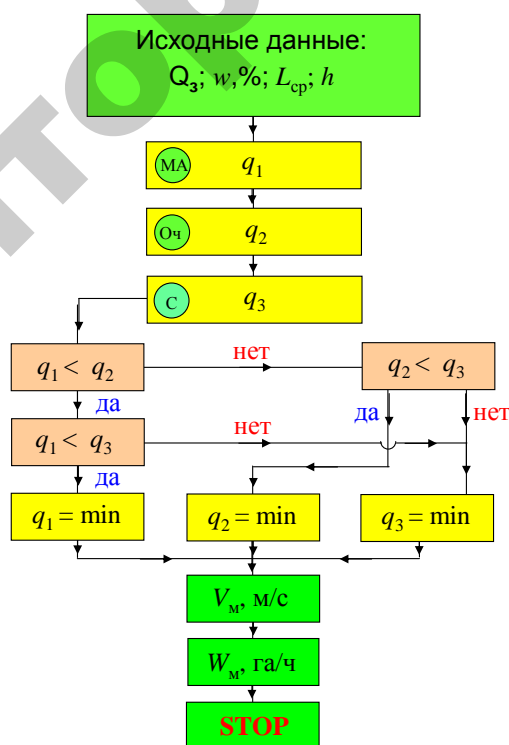 Исходные данные:
Qз; w,%; Lср; h
МА q1
Оч q2
С q3
q1 < q2 нет q2 < q3
да да нет
q1 < q3 нет
да
q1 = min q2 = min q3 = min
Vм, м/с
Wм, га/ч
STOP